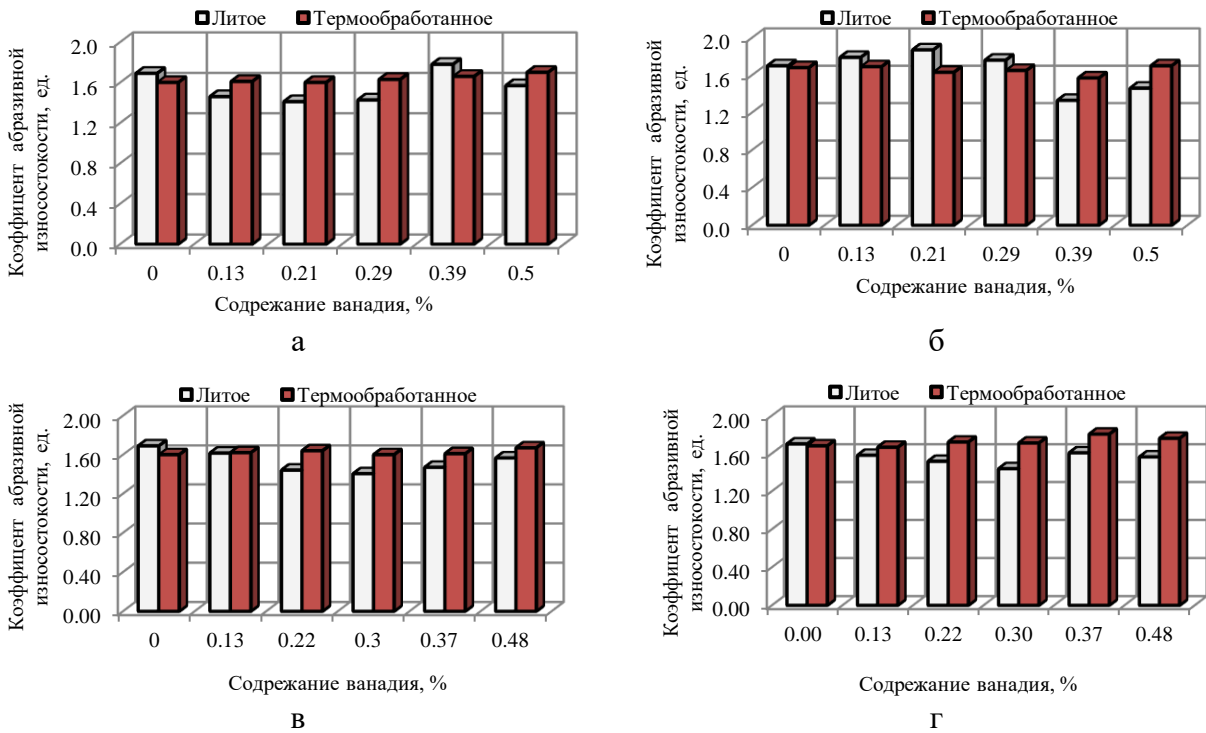 Литое Термообработанное
Коэффицент абразивной
износостокости, ед.
2.0
1.6
1.2
0.8
0.4
0.0
0 0.13 0.21 0.29 0.39 0.5
Содрежание ванадия, %
а
Литое Термообработанное
Коэффицент абразивной
износостокости, ед.
2.0
1.6
1.2
0.8
0.4
0.0
0 0.13 0.21 0.29 0.39 0.5
Содрежание ванадия, %
б
Литое Термообработанное
Коэффицент абразивной
износостокости, ед.
2.00
1.60
1.20
0.80
0.40
0.00
0 0.13 0.22 0.3 0.37 0.48
Содрежание ванадия, %
в
Литое Термообработанное
Коэффицент абразивной
износостокости, ед.
2.00
1.60
1.20
0.80
0.40
0.00
0.00 0.13 0.22 0.30 0.37 0.48
Содрежание ванадия, %
г